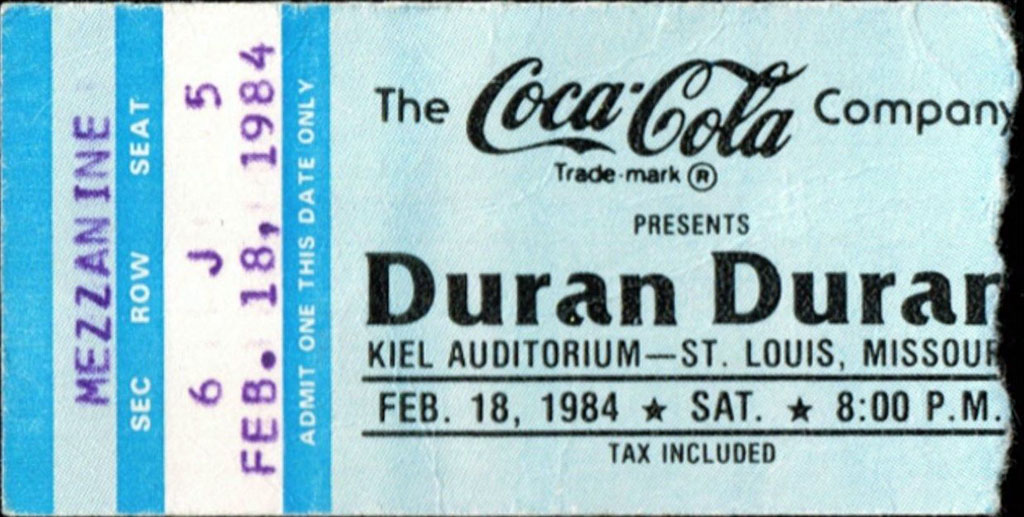 MEZZANINE
SEC ROW SEAT
6 J 5
FEB. 18, 1984
ADMIT ONE THIS DATE ONLY
The Coca-Cola Company
Trade-mark ®
PRESENTS
Duran Duran
KIEL AUDITORIUM—ST. LOUIS, MISSOUR
FEB. 18, 1984 ★ SAT. ★ 8:00 P.M.
TAX INCLUDED